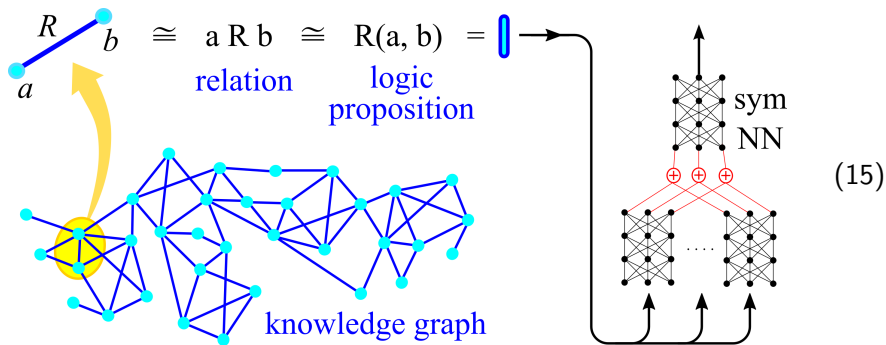 R
b
a
≅ a R b ≅ R(a, b) =
relation
logic
proposition
sym
NN
(15)
⊕ ⊕ ⊕
....
knowledge graph